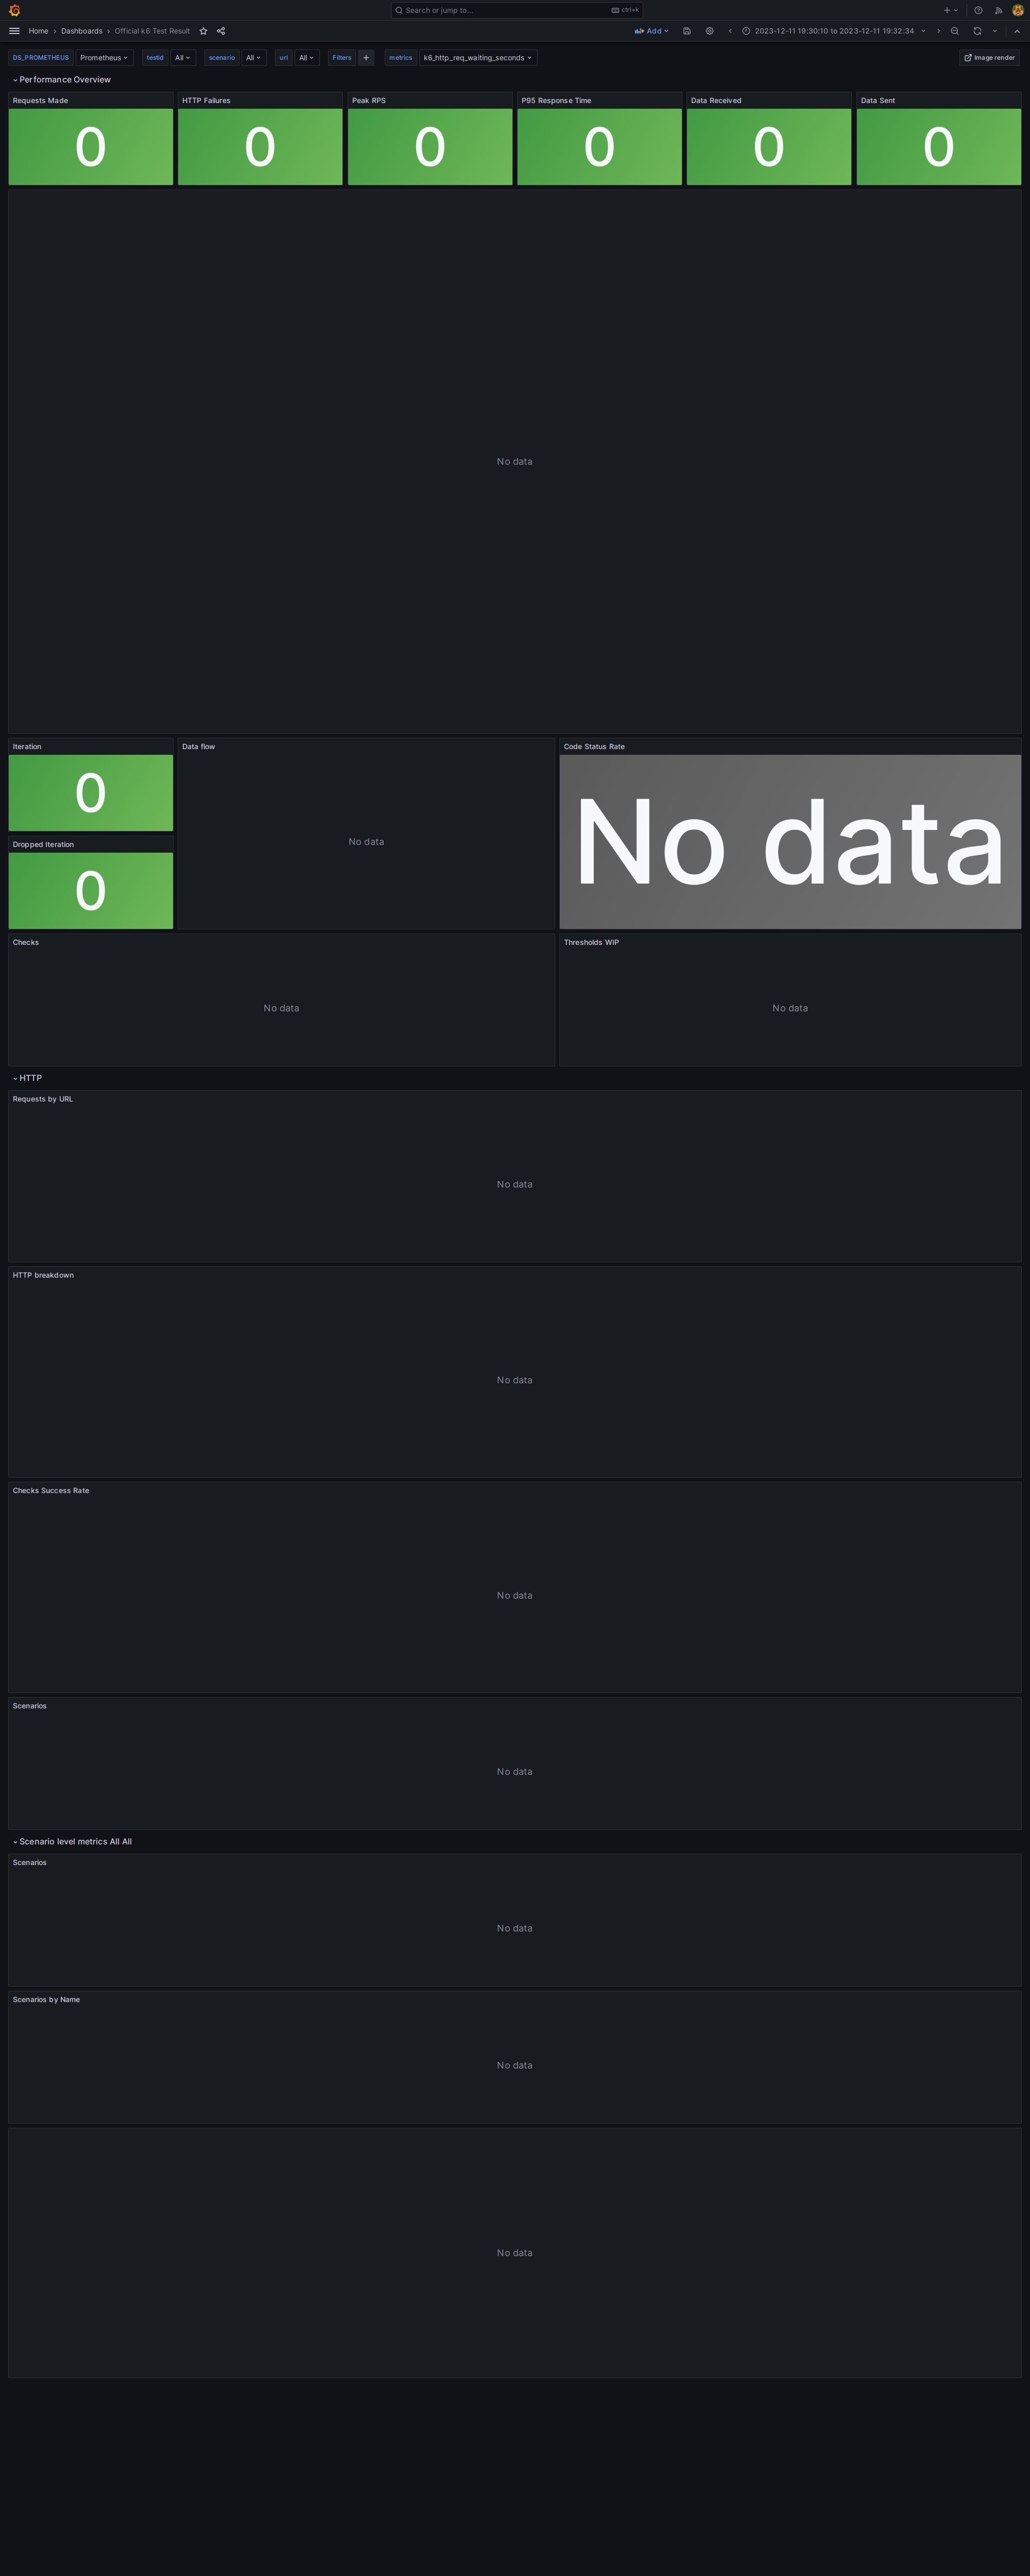 Search or jump to... ctrl+k
Home › Dashboards › Official k6 Test Result Add 2023-12-11 19:30:10 to 2023-12-11 19:32:34
DS_PROMETHEUS Prometheus testid All scenario All url All Filters metrics k6_http_req_waiting_seconds Image render
Performance Overview
Requests Made HTTP Failures Peak RPS P95 Response Time Data Received Data Sent
0 0 0 0 0 0
No data
Iteration Data flow Code Status Rate
0
No data
No data
Dropped Iteration
0
Checks Thresholds WIP
No data No data
HTTP
Requests by URL
No data
HTTP breakdown
No data
Checks Success Rate
No data
Scenarios
No data
Scenario level metrics All All
Scenarios
No data
Scenarios by Name
No data
No data